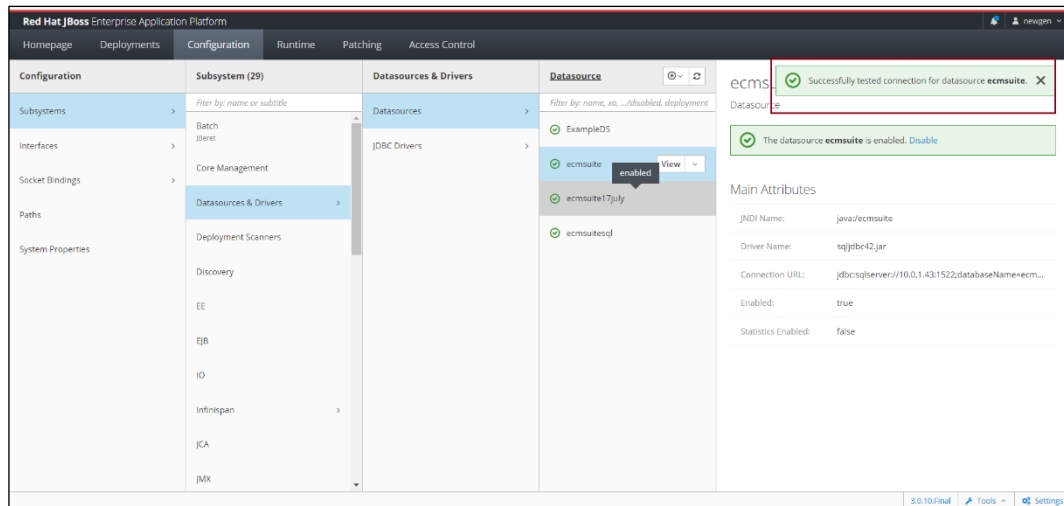 Red Hat JBoss Enterprise Application Platform
newgen
Homepage Deployments Configuration Runtime Patching Access Control
Configuration
Subsystems
Interfaces
Socket Bindings
Paths
System Properties
Subsystem (29)
Filter by: name or subtitle
Batch
JBeret
Core Management
Datasources & Drivers
Deployment Scanners
Discovery
EE
EJB
IO
Infinispan
JCA
JMX
Datasources & Drivers
Datasources
JDBC Drivers
Datasource
Filter by: name, xa, .../disabled, deployment
ExampleDS
ecmsuite
View
enabled
ecmsuite17july
ecmsuitesql
ecms
Successfully tested connection for datasource ecmsuite.
Datasource
The datasource ecmsuite is enabled. Disable
Main Attributes
JNDI Name: java:/ecmsuite
Driver Name: sqljdbc42.jar
Connection URL: jdbc:sqlserver://10.0.1.43:1522;databaseName=ecm...
Enabled: true
Statistics Enabled: false
3.0.10.Final Tools Settings